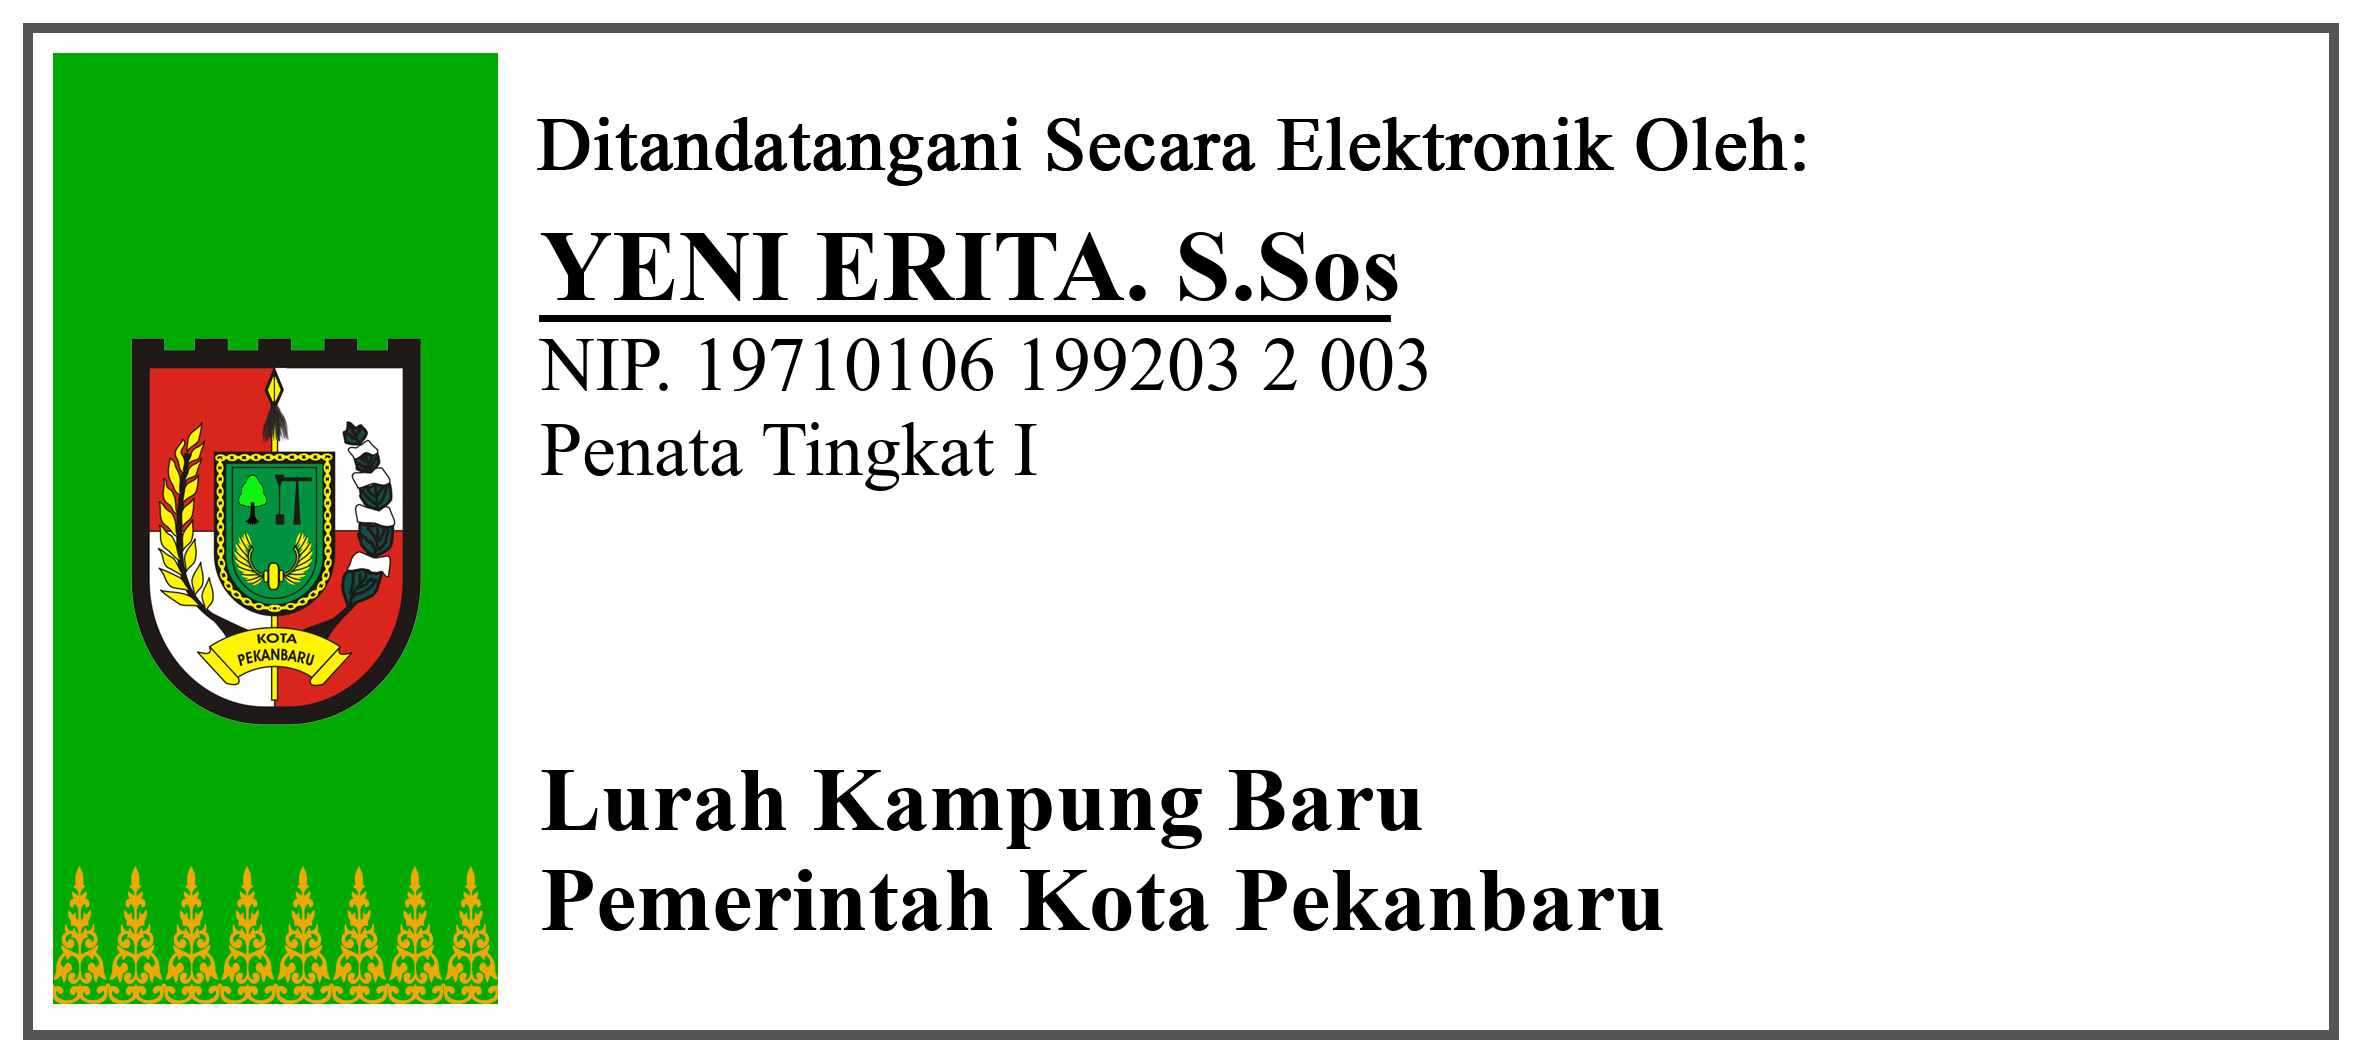 Ditandatangani Secara Elektronik Oleh:
YENI ERITA. S.Sos
NIP. 19710106 199203 2 003
Penata Tingkat I
KOTA
PEKANBARU
Lurah Kampung Baru
Pemerintah Kota Pekanbaru